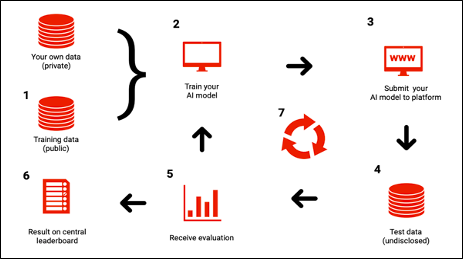 Your own data
(private)
1
Training data
(public)
2
Train your
AI model
3
www
Submit your
AI model to platform
4
Test data
(undisclosed)
5
Receive evaluation
6
Result on central
leaderboard
7